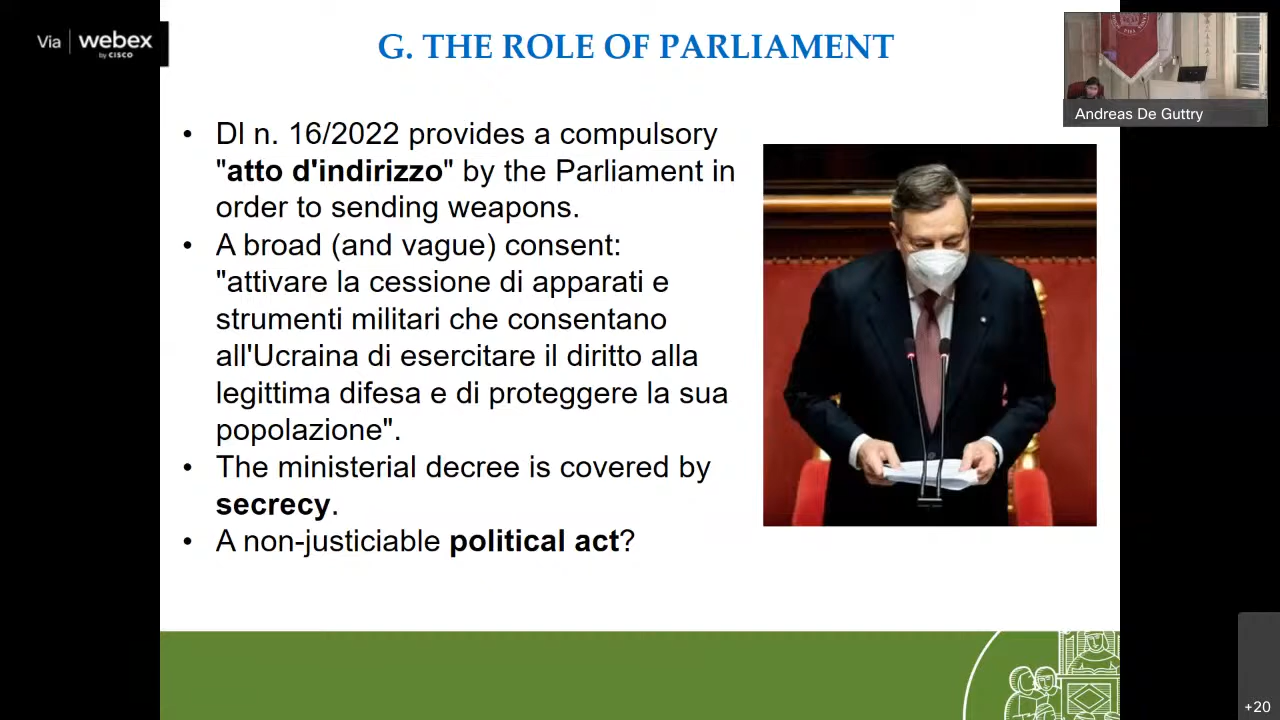 Via webex
by CISCO
G. THE ROLE OF PARLIAMENT
Andreas De Guttry
• Dl n. 16/2022 provides a compulsory
"atto d'indirizzo" by the Parliament in
order to sending weapons.
• A broad (and vague) consent:
"attivare la cessione di apparati e
strumenti militari che consentano
all'Ucraina di esercitare il diritto alla
legittima difesa e di proteggere la sua
popolazione".
• The ministerial decree is covered by
secrecy.
• A non-justiciable political act?
+20